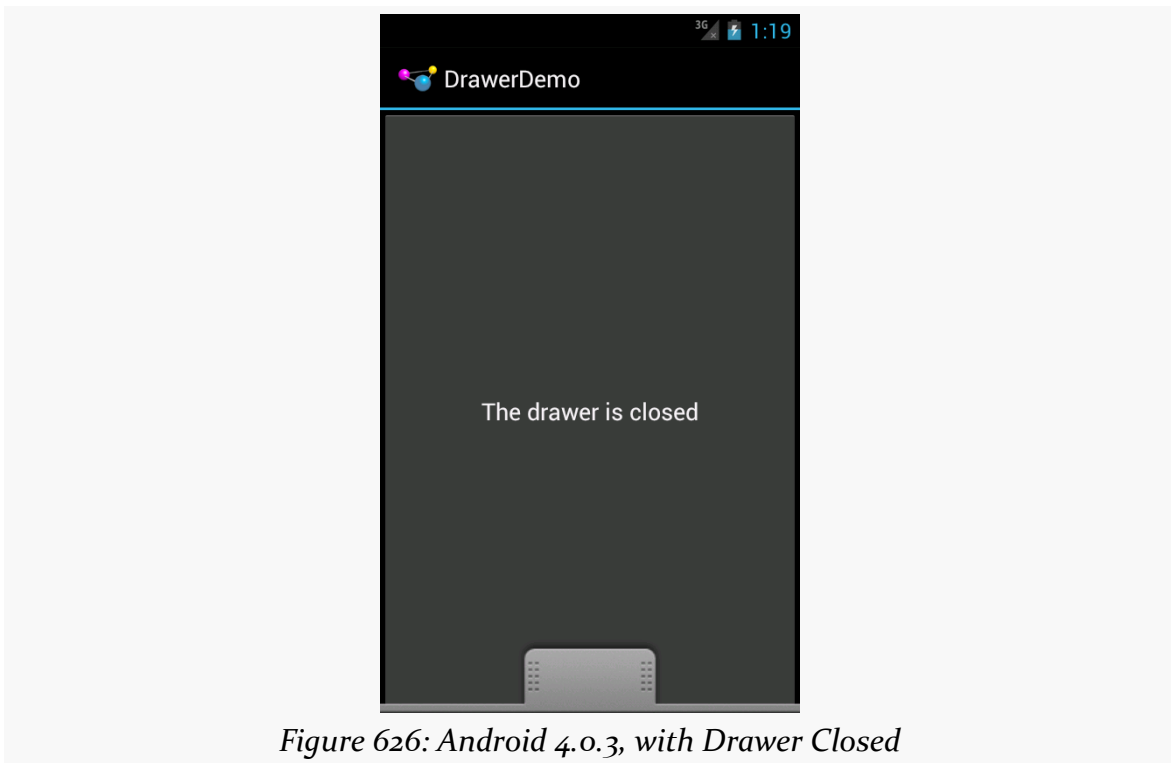 3G
1:19
DrawerDemo
The drawer is closed
Figure 626: Android 4.0.3, with Drawer Closed